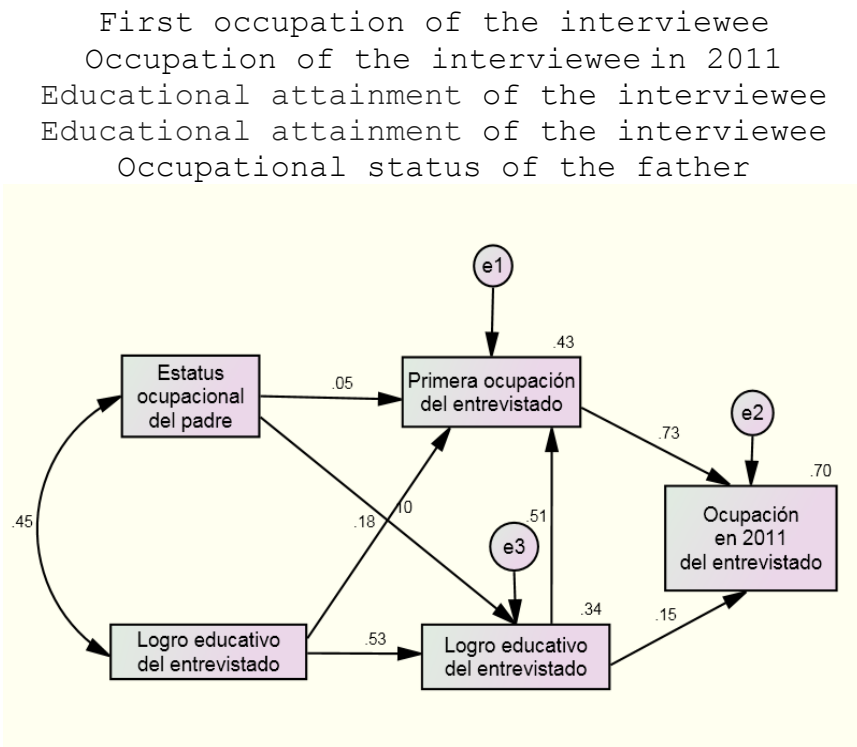 First occupation of the interviewee
Occupation of the interviewee in 2011
Educational attainment of the interviewee
Educational attainment of the interviewee
Occupational status of the father
e1
.43
Estatus
ocupacional
del padre
.05
Primera ocupación
del entrevistado
e2
.73
.70
Ocupación
en 2011
del entrevistado
.45
.18
.10
.51
e3
.34
.15
Logro educativo
del entrevistado
.53
Logro educativo
del entrevistado